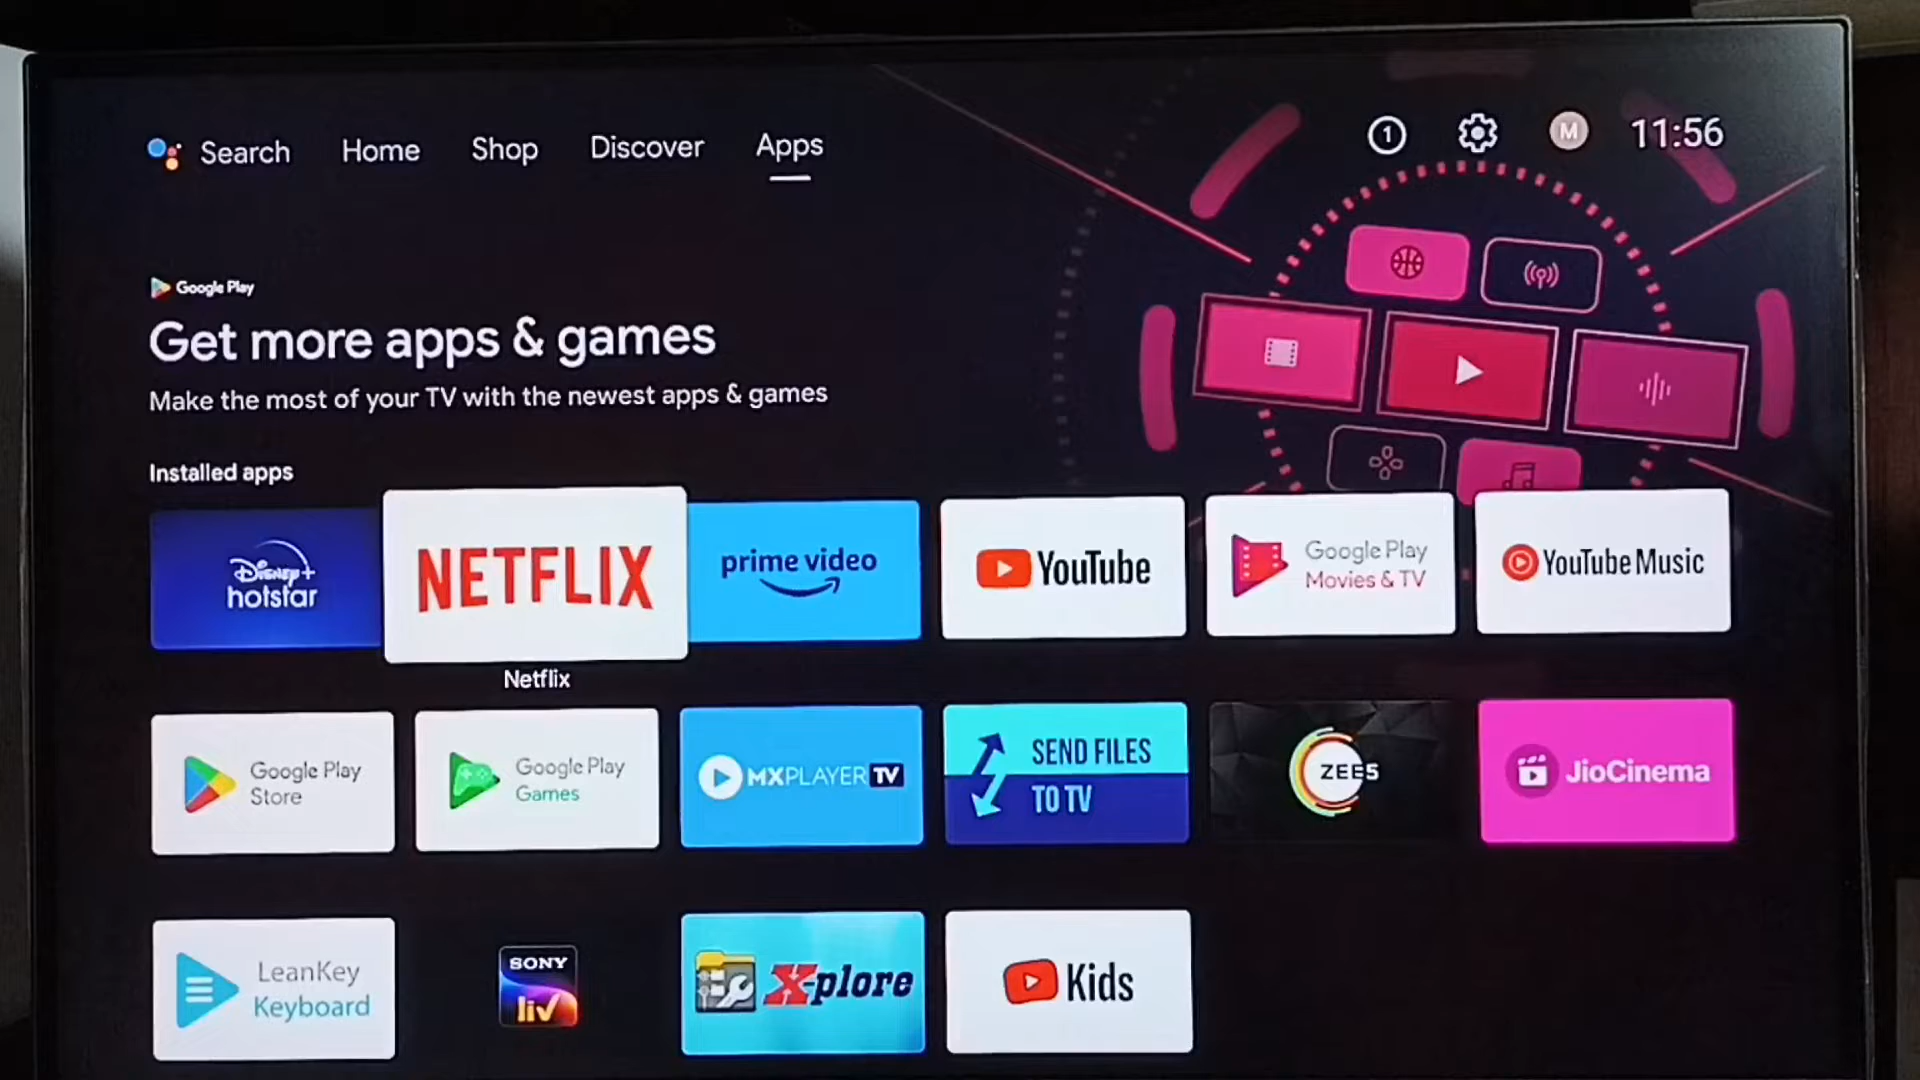 Search Home Shop Discover Apps
1 M 11:56
Google Play
Get more apps & games
Make the most of your TV with the newest apps & games
Installed apps
Disney+
hotstar
NETFLIX
prime video
YouTube
Google Play
Movies & TV
YouTube Music
Netflix
Google Play
Store
Google Play
Games
MXPLAYER TV
SEND FILES
TO TV
ZEE5
JioCinema
LeanKey
Keyboard
SONY
liv
X-plore
Kids